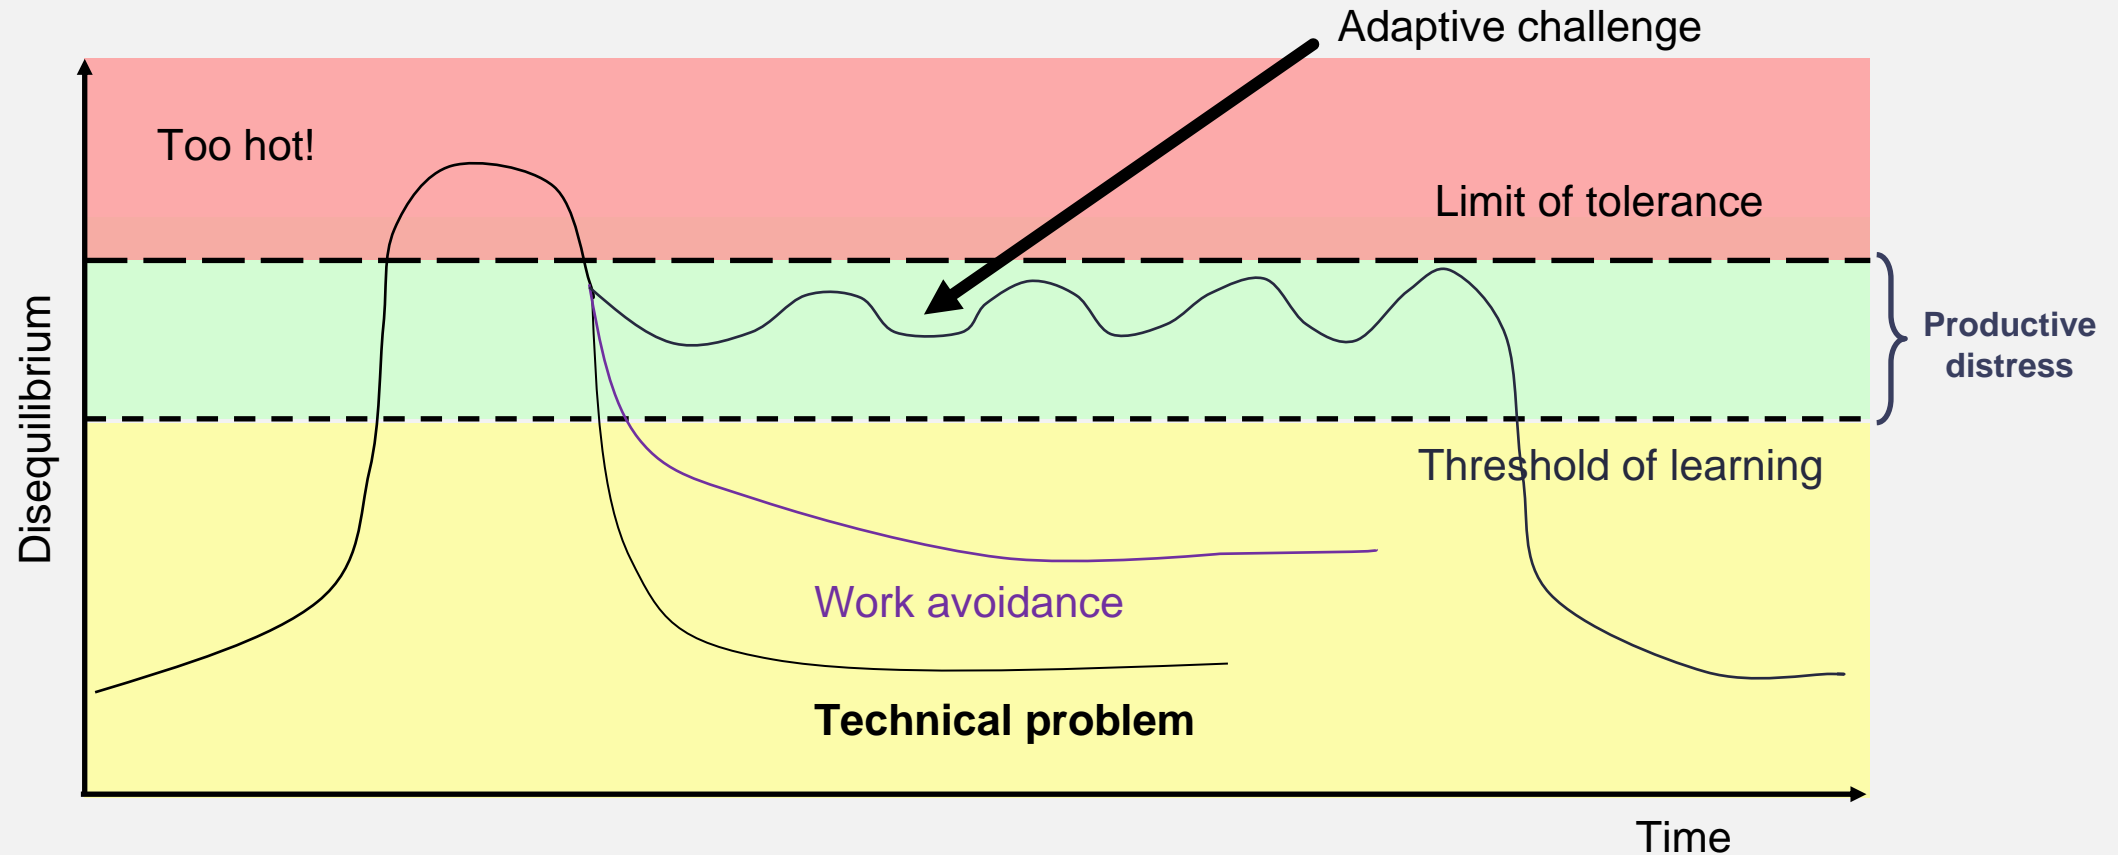 Adaptive challenge
Too hot!
Limit of tolerance
Disequilibrium
Productive
distress
Threshold of learning
Work avoidance
Technical problem
Time